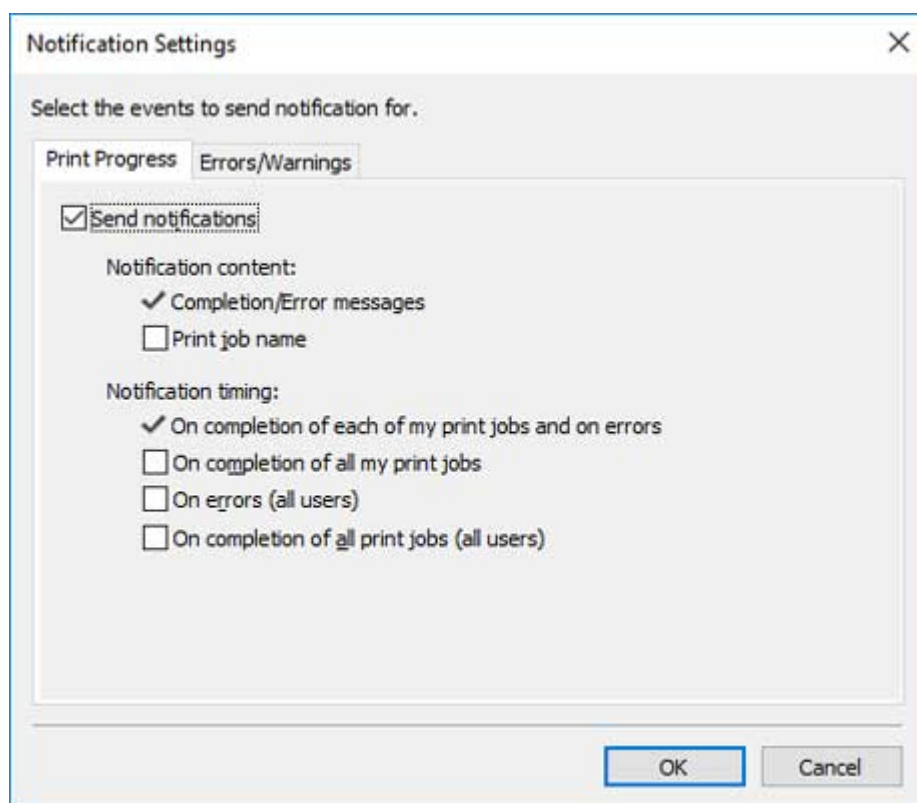 Notification Settings
Select the events to send notification for.
Print Progress
Errors/Warnings
Send notifications
Notification content:
Completion/Error messages
Print job name
Notification timing:
On completion of each of my print jobs and on errors
On completion of all my print jobs
On errors (all users)
On completion of all print jobs (all users)
OK
Cancel